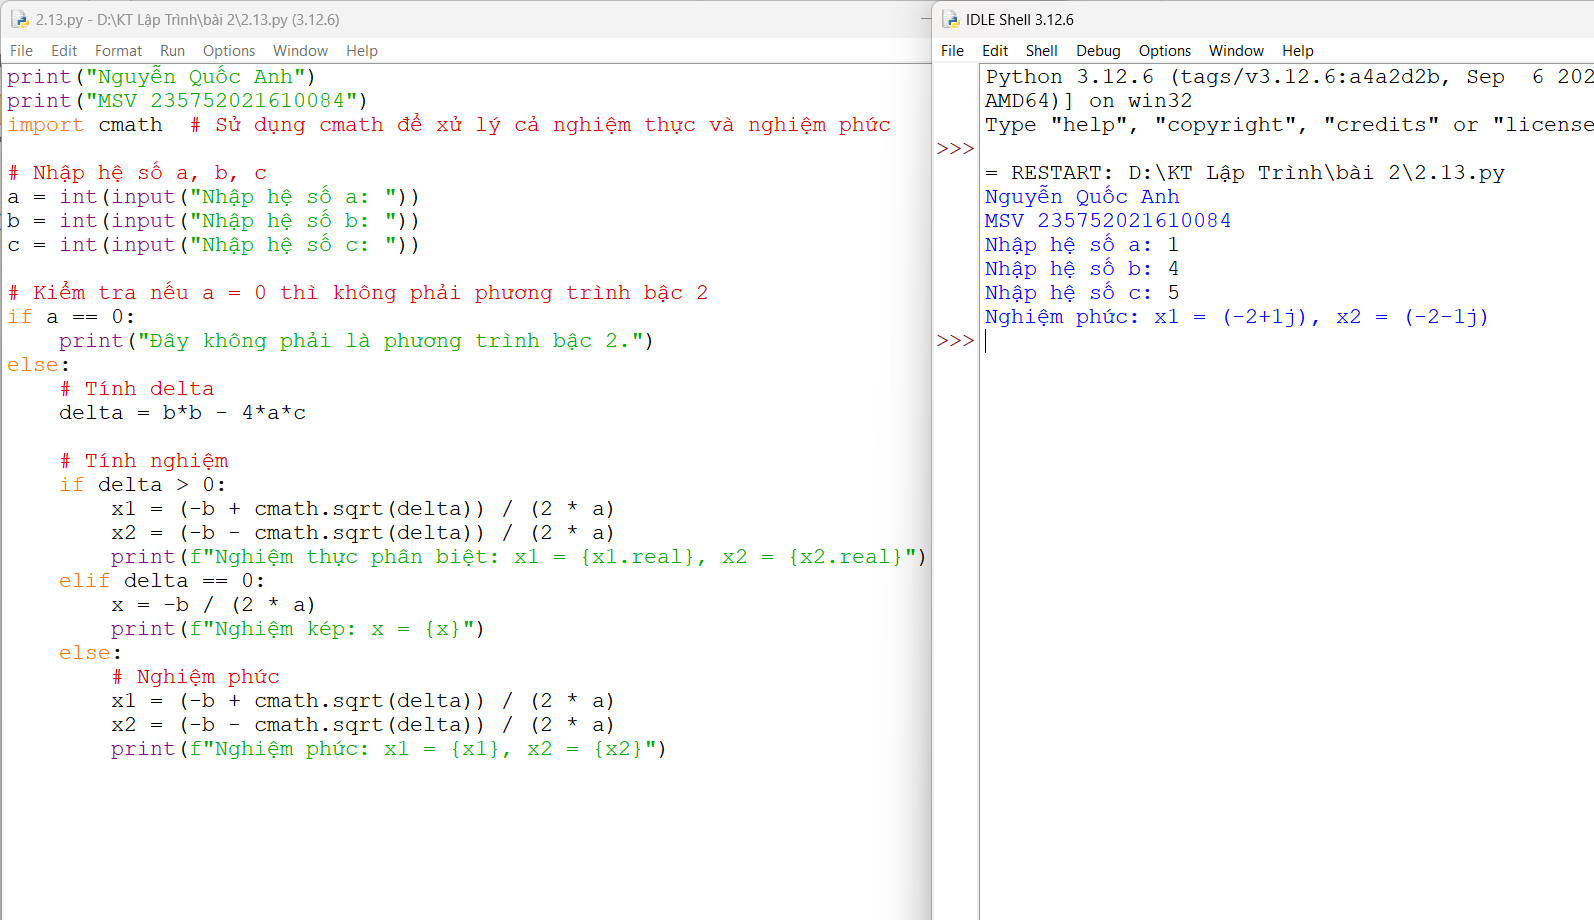 2.13.py - D:\KT Lập Trình\bài 2\2.13.py (3.12.6)
File Edit Format Run Options Window Help
print("Nguyễn Quốc Anh")
print("MSV 235752021610084")
import cmath  # Sử dụng cmath để xử lý cả nghiệm thực và nghiệm phức

# Nhập hệ số a, b, c
a = int(input("Nhập hệ số a: "))
b = int(input("Nhập hệ số b: "))
c = int(input("Nhập hệ số c: "))

# Kiểm tra nếu a = 0 thì không phải phương trình bậc 2
if a == 0:
    print("Đây không phải là phương trình bậc 2.")
else:
    # Tính delta
    delta = b*b - 4*a*c

    # Tính nghiệm
    if delta > 0:
        x1 = (-b + cmath.sqrt(delta)) / (2 * a)
        x2 = (-b - cmath.sqrt(delta)) / (2 * a)
        print(f"Nghiệm thực phân biệt: x1 = {x1.real}, x2 = {x2.real}")
    elif delta == 0:
        x = -b / (2 * a)
        print(f"Nghiệm kép: x = {x}")
    else:
        # Nghiệm phức
        x1 = (-b + cmath.sqrt(delta)) / (2 * a)
        x2 = (-b - cmath.sqrt(delta)) / (2 * a)
        print(f"Nghiệm phức: x1 = {x1}, x2 = {x2}")
IDLE Shell 3.12.6
File Edit Shell Debug Options Window Help
Python 3.12.6 (tags/v3.12.6:a4a2d2b, Sep  6 202
AMD64)] on win32
Type "help", "copyright", "credits" or "license
>>>
= RESTART: D:\KT Lập Trình\bài 2\2.13.py
Nguyễn Quốc Anh
MSV 235752021610084
Nhập hệ số a: 1
Nhập hệ số b: 4
Nhập hệ số c: 5
Nghiệm phức: x1 = (-2+1j), x2 = (-2-1j)
>>>